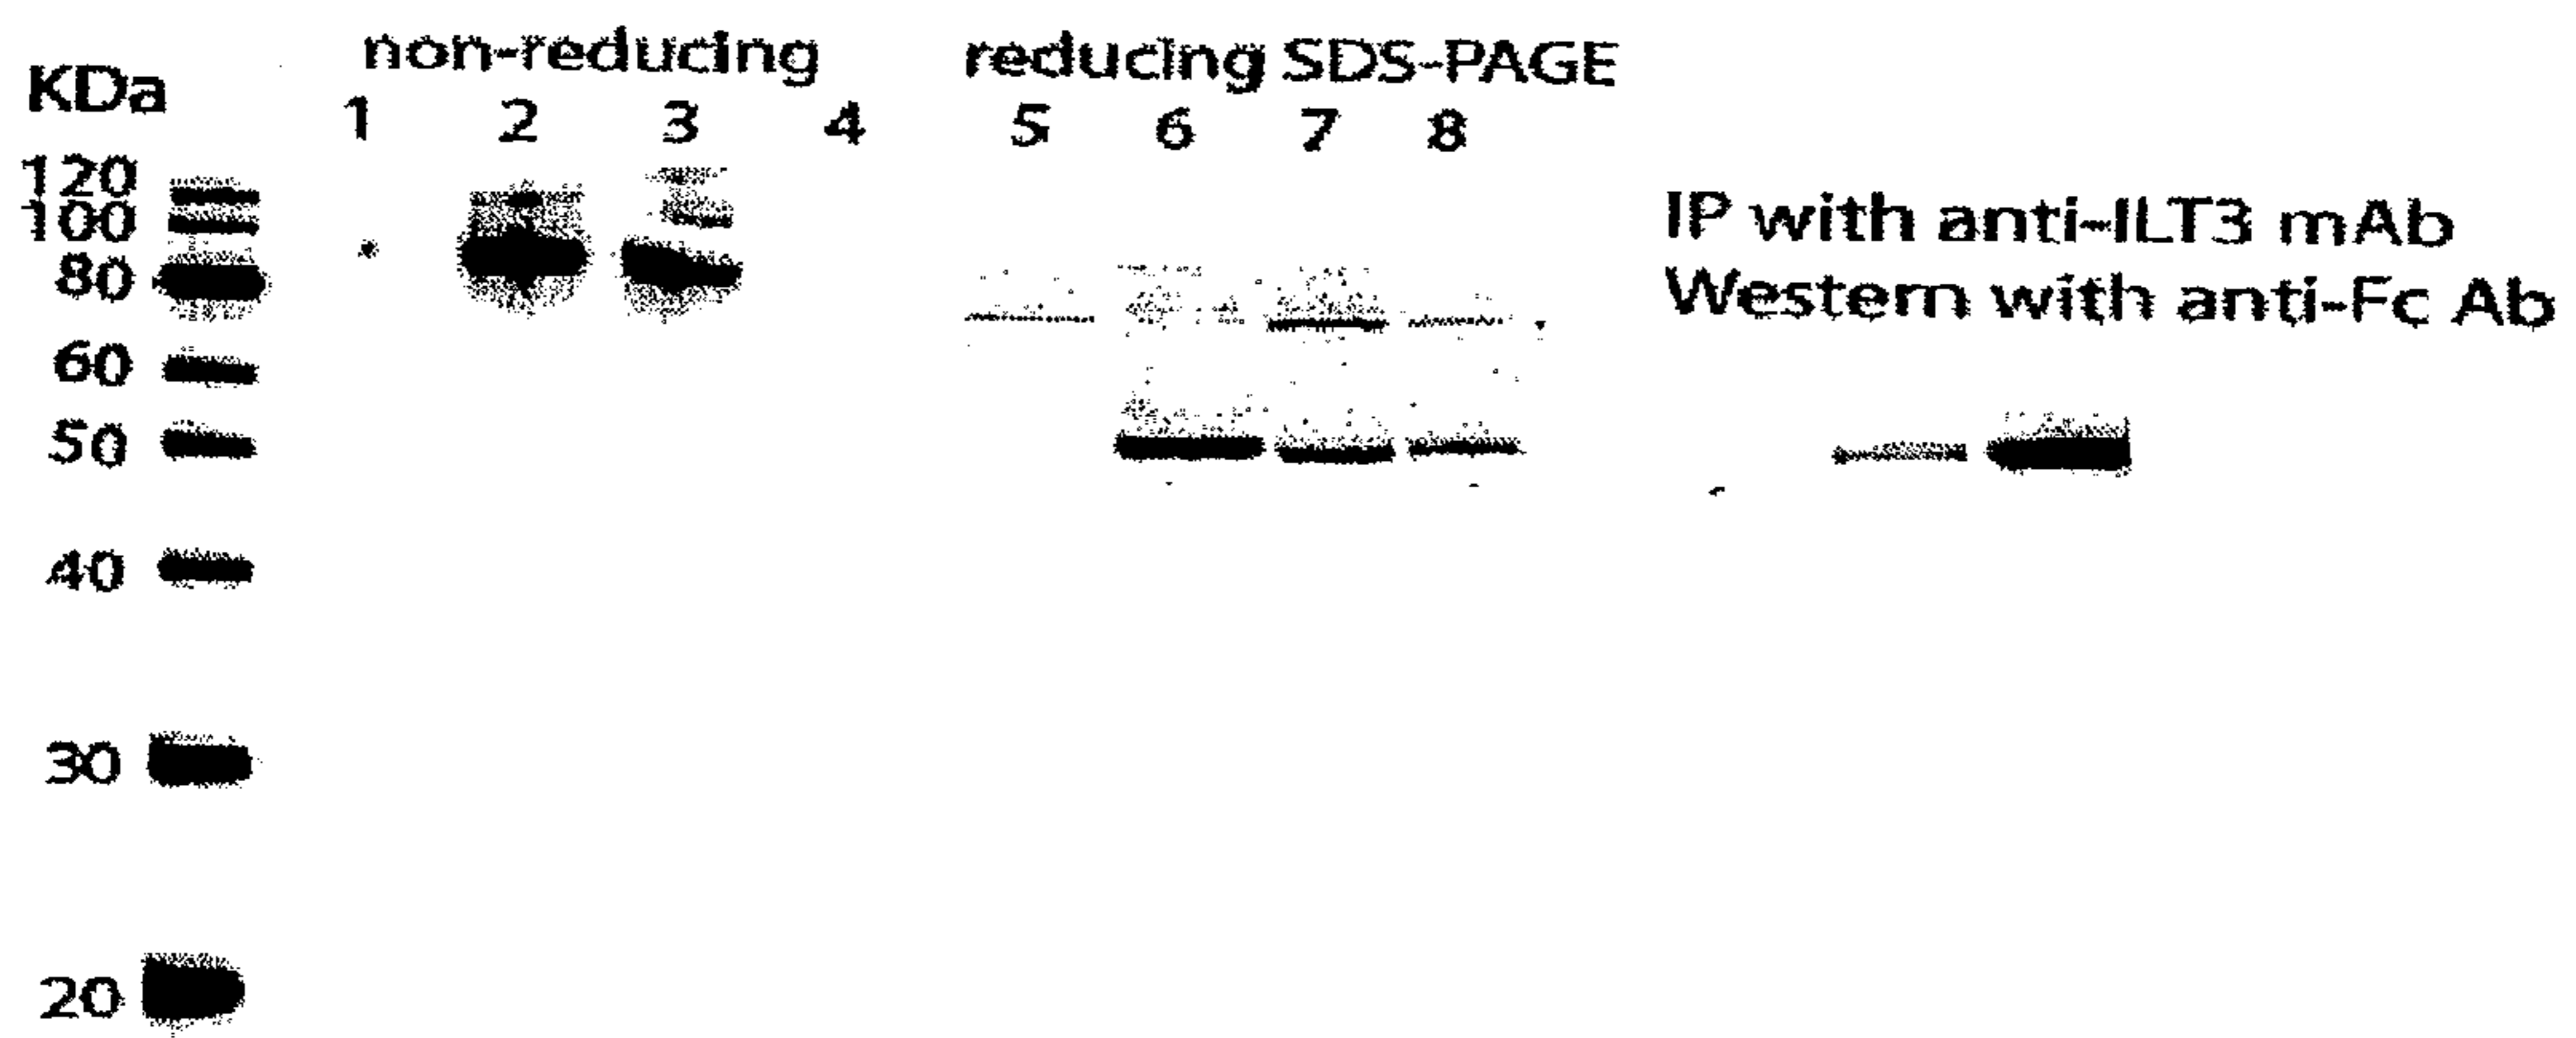 non-reducing reducing SDS-PAGE
KDa
1 2 3 4 5 6 7 8
120
100
80
60
50
40
30
20
IP with anti-ILT3 mAb
Western with anti-Fc Ab